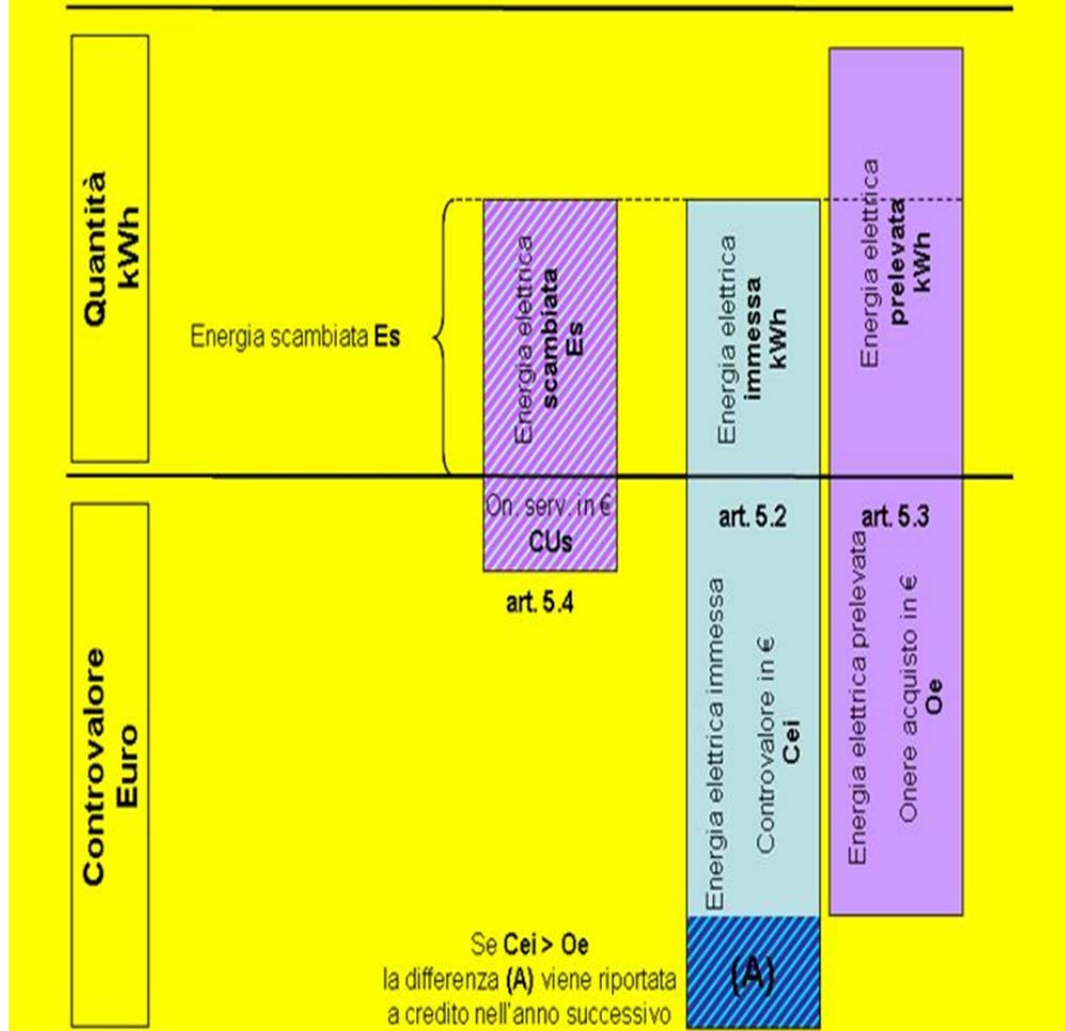 Quantità
kWh
Energia scambiata Es
Energia elettrica
scambiata
Es
Energia elettrica
immessa
kWh
Energia elettrica
prelevata
kWh
Controvalore
Euro
On. serv. in €
CUs
art. 5.4
art. 5.2
Energia elettrica immessa
Controvalore in €
Cei
art. 5.3
Energia elettrica prelevata
Onere acquisto in €
Oe
(A)
Se Cei > Oe
la differenza (A) viene riportata
a credito nell'anno successivo